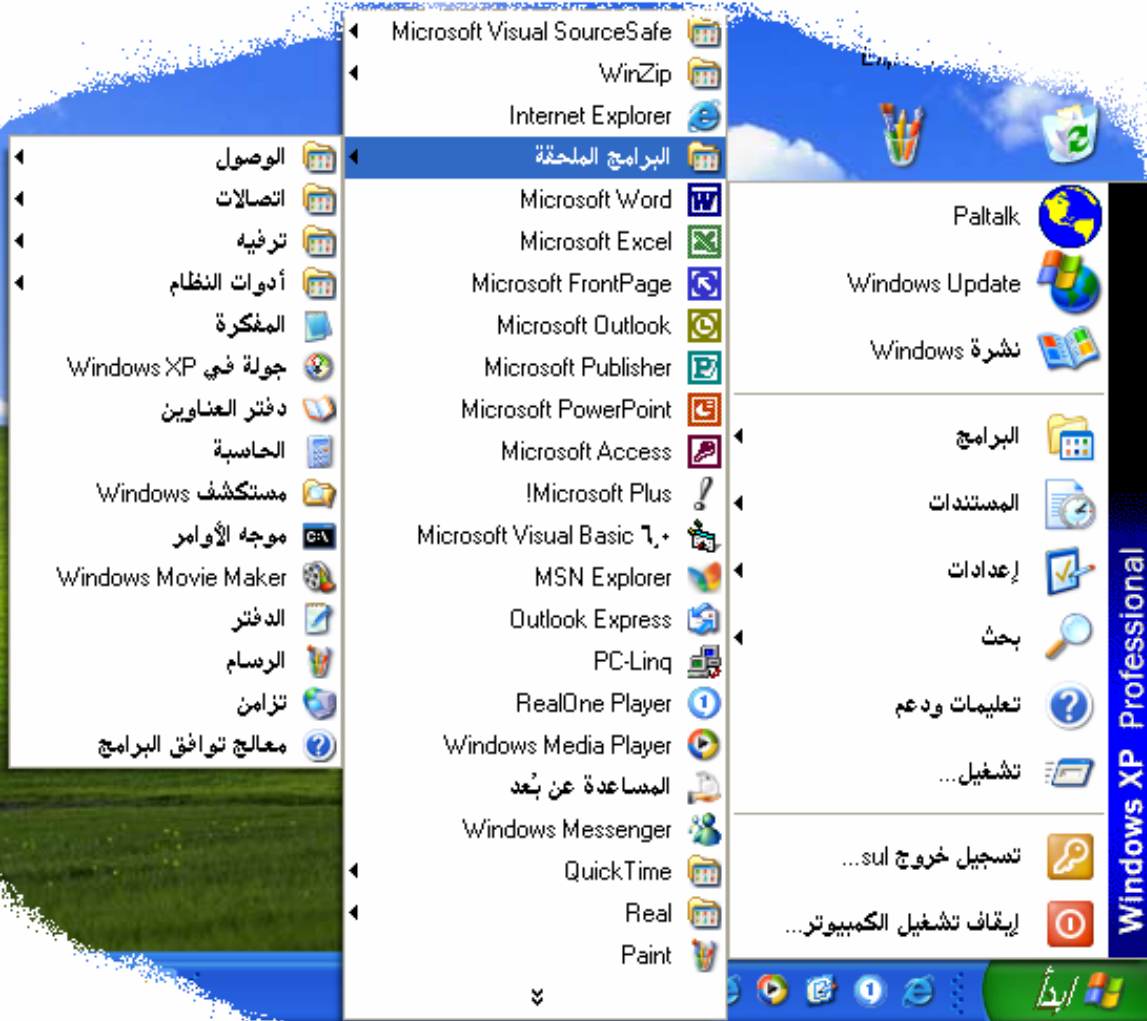 Paltalk
Windows Update
نشرة Windows
البرامج
المستندات
إعدادات
بحث
تعليمات ودعم
تشغيل...
تسجيل خروج sul...
إيقاف تشغيل الكمبيوتر...
Windows XP Professional
ابدأ
Microsoft Visual SourceSafe
WinZip
Internet Explorer
البرامج الملحقة
Microsoft Word
Microsoft Excel
Microsoft FrontPage
Microsoft Outlook
Microsoft Publisher
Microsoft PowerPoint
Microsoft Access
!Microsoft Plus
Microsoft Visual Basic ٦,٠
MSN Explorer
Outlook Express
PC-Linq
RealOne Player
Windows Media Player
المساعدة عن بُعد
Windows Messenger
QuickTime
Real
Paint
الوصول
اتصالات
ترفيه
أدوات النظام
المفكرة
جولة في Windows XP
دفتر العناوين
الحاسبة
مستكشف Windows
موجه الأوامر
Windows Movie Maker
الدفتر
الرسام
تزامن
معالج توافق البرامج